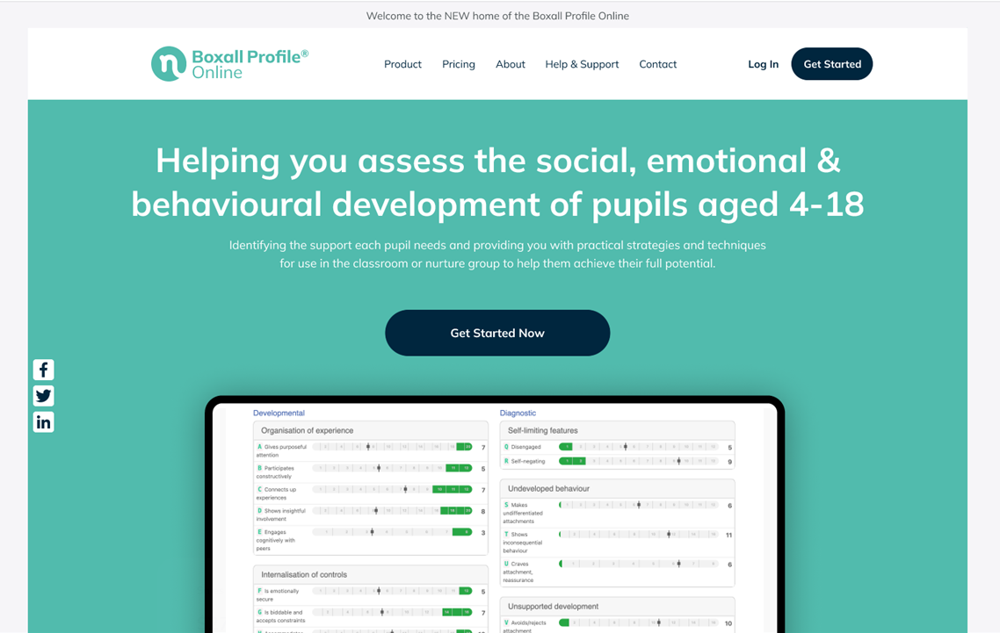 Welcome to the NEW home of the Boxall Profile Online
Boxall Profile®
Online
Product Pricing About Help & Support Contact Log In Get Started
Helping you assess the social, emotional &
behavioural development of pupils aged 4-18
Identifying the support each pupil needs and providing you with practical strategies and techniques
for use in the classroom or nurture group to help them achieve their full potential.
Get Started Now
Developmental
Organisation of experience
A Gives purposeful 7
attention
B Participates 5
constructively
C Connects up 7
experiences
D Shows insightful 8
involvement
E Engages 3
cognitively with
peers
Internalisation of controls
F Is emotionally 5
secure
G Is biddable and 7
accepts constraints
Diagnostic
Self-limiting features
Q Disengaged 5
R Self-negating 9
Undeveloped behaviour
S Makes 6
undifferentiated
attachments
T Shows 11
inconsequential
behaviour
U Craves 6
attachment,
reassurance
Unsupported development
V Avoids/rejects 10
attachment